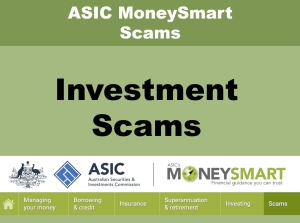 ASIC MoneySmart
Scams
Investment
Scams
ASIC
Australian Securities &
Investments Commission
ASIC's
MONEYSMART
Financial guidance you can trust
Managing
your money
Borrowing
& credit
Insurance
Superannuation
& retirement
Investing
Scams